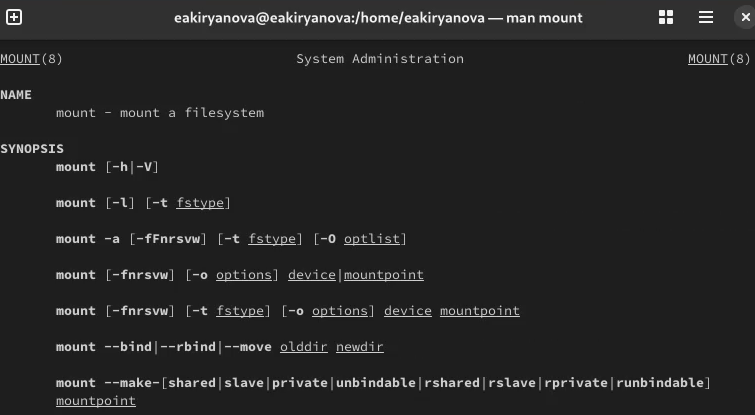 eakiryanova@eakiryanova:/home/eakiryanova — man mount
MOUNT(8) System Administration MOUNT(8)
NAME
mount - mount a filesystem
SYNOPSIS
mount [-h|-V]
mount [-l] [-t fstype]
mount -a [-fFnrsvw] [-t fstype] [-O optlist]
mount [-fnrsvw] [-o options] device|mountpoint
mount [-fnrsvw] [-t fstype] [-o options] device mountpoint
mount --bind|--rbind|--move olddir newdir
mount --make-[shared|slave|private|unbindable|rshared|rslave|rprivate|runbindable]
mountpoint